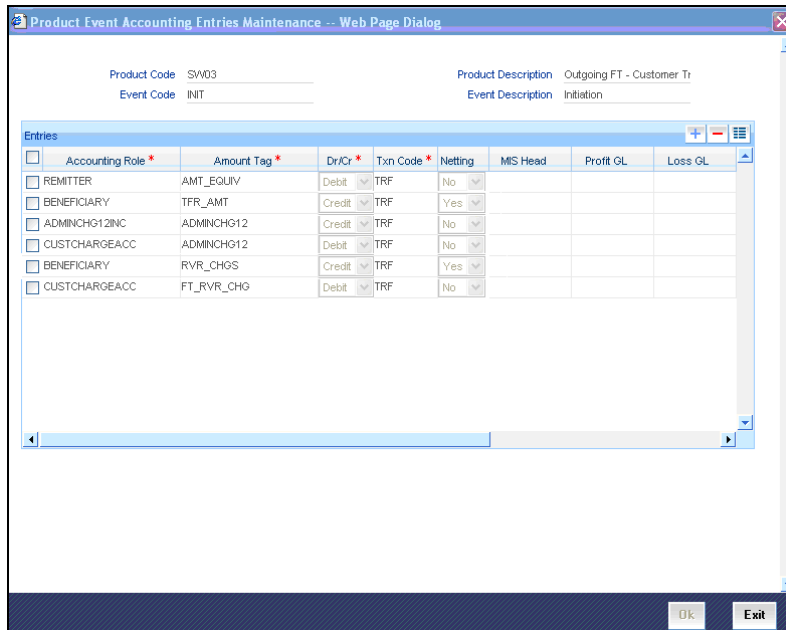 Product Event Accounting Entries Maintenance -- Web Page Dialog
Product Code SW03 Product Description Outgoing FT - Customer Tr
Event Code INIT Event Description Initiation
Entries
Accounting Role * Amount Tag * Dr/Cr * Txn Code * Netting MIS Head Profit GL Loss GL
REMITTER AMT_EQUIV Debit TRF No
BENEFICIARY TFR_AMT Credit TRF Yes
ADMINCHG12INC ADMINCHG12 Credit TRF No
CUSTCHARGEACC ADMINCHG12 Debit TRF No
BENEFICIARY RVR_CHGS Credit TRF Yes
CUSTCHARGEACC FT_RVR_CHG Debit TRF No
Ok Exit